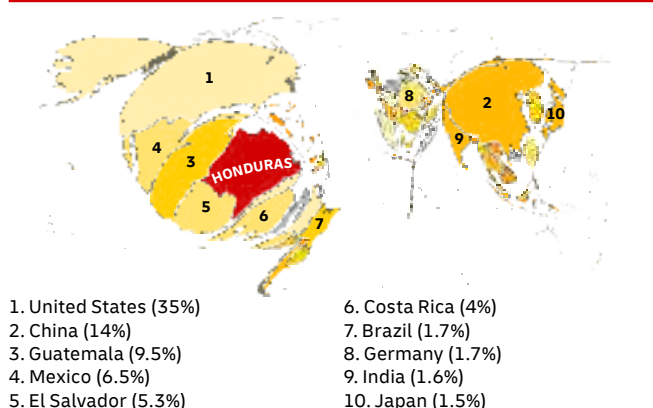 1
8
2
10
9
4
3
HONDURAS
5
6
7
1. United States (35%)
2. China (14%)
3. Guatemala (9.5%)
4. Mexico (6.5%)
5. El Salvador (5.3%)
6. Costa Rica (4%)
7. Brazil (1.7%)
8. Germany (1.7%)
9. India (1.6%)
10. Japan (1.5%)